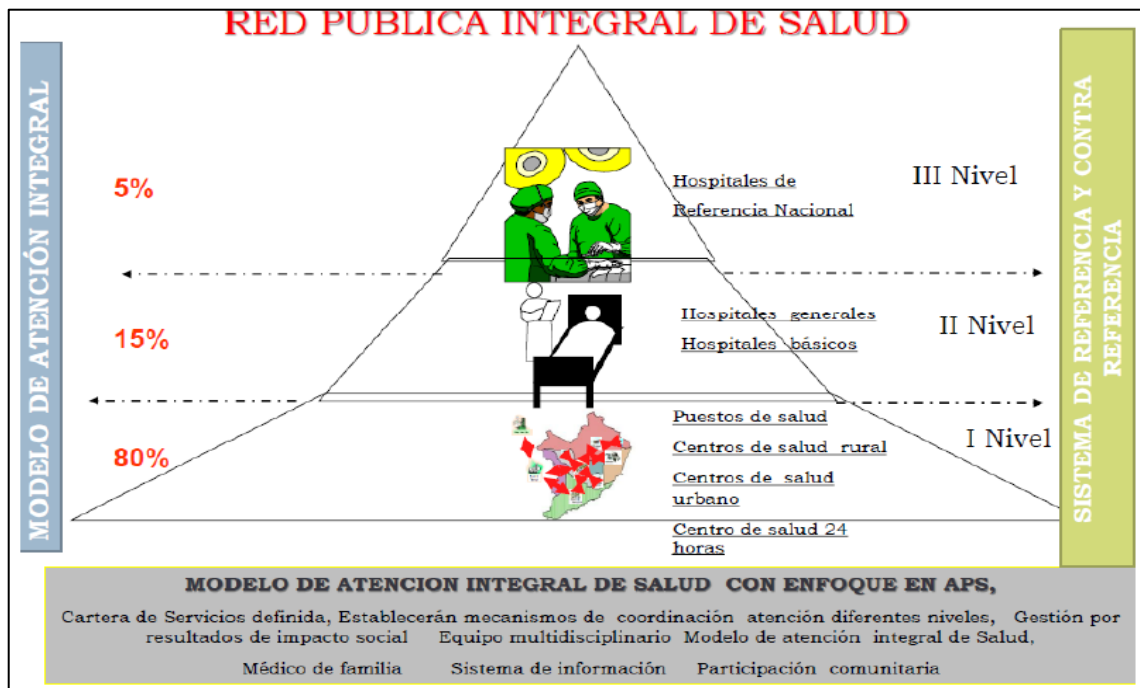 RED PUBLICA INTEGRAL DE SALUD
MODELO DE ATENCIÓN INTEGRAL
5%
Hospitales de
Referencia Nacional
III Nivel
15%
Hospitales generales
Hospitales básicos
II Nivel
80%
Puestos de salud
Centros de salud rural
Centros de salud
urbano
Centro de salud 24
horas
I Nivel
SISTEMA DE REFERENCIA Y CONTRA
REFERENCIA
MODELO DE ATENCION INTEGRAL DE SALUD CON ENFOQUE EN APS,
Cartera de Servicios definida, Establecerán mecanismos de coordinación atención diferentes niveles, Gestión por
resultados de impacto social Equipo multidisciplinario Modelo de atención integral de Salud,
Médico de familia Sistema de información Participación comunitaria